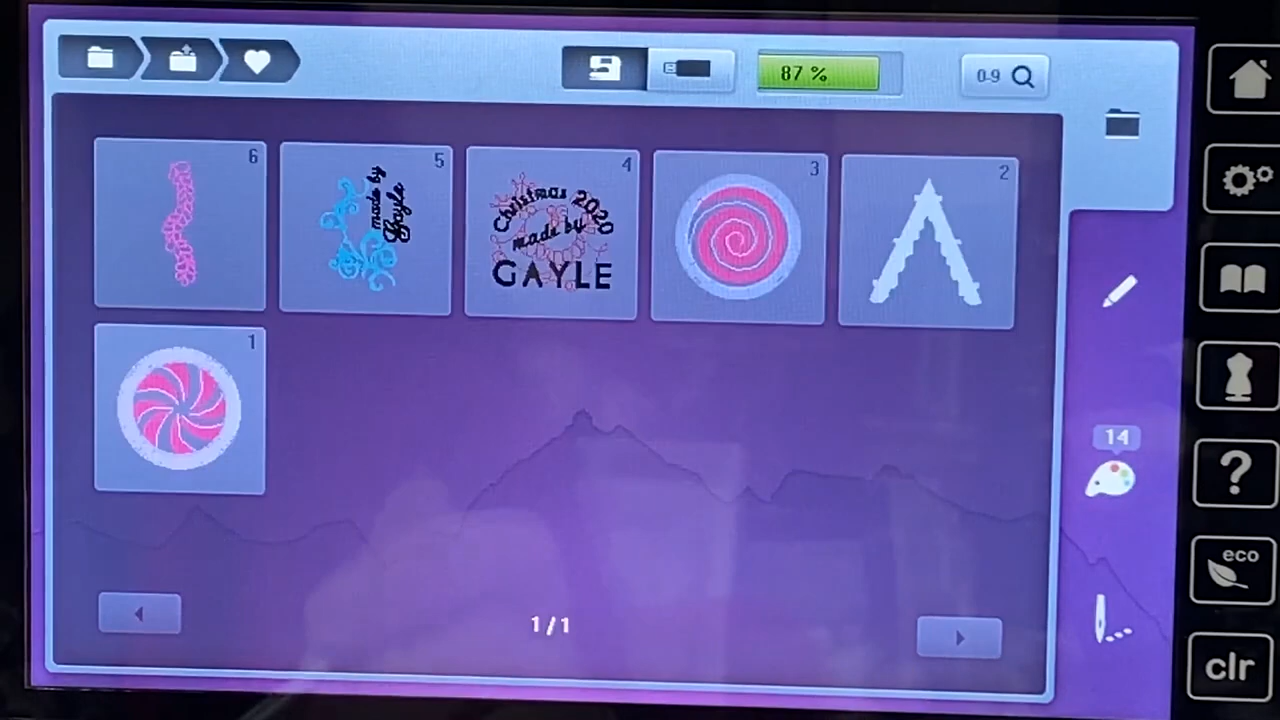 87 %
0-9
6
5
4
3
2
made by
Gayle
Christmas 2020
made by
GAYLE
1
14
?
eco
1/1
clr